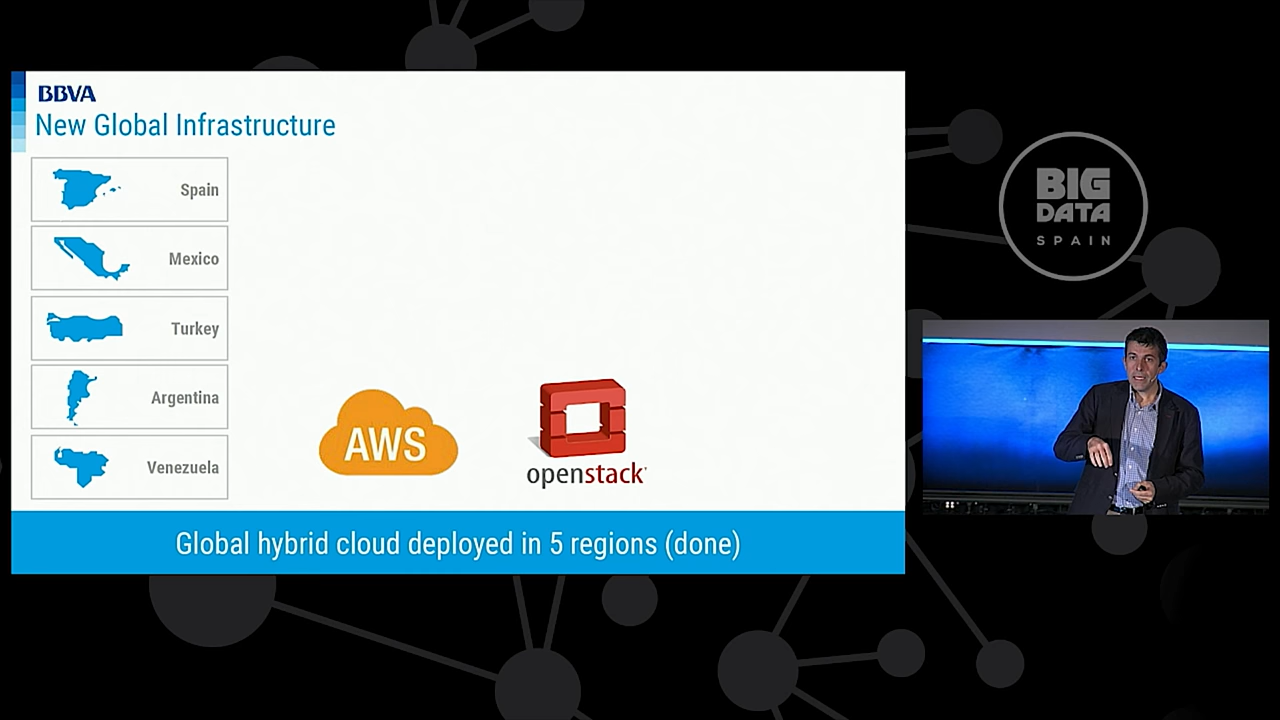 BBVA
New Global Infrastructure
Spain
Mexico
Turkey
Argentina
Venezuela
AWS
openstack
Global hybrid cloud deployed in 5 regions (done)
BIG
DATA
SPAIN